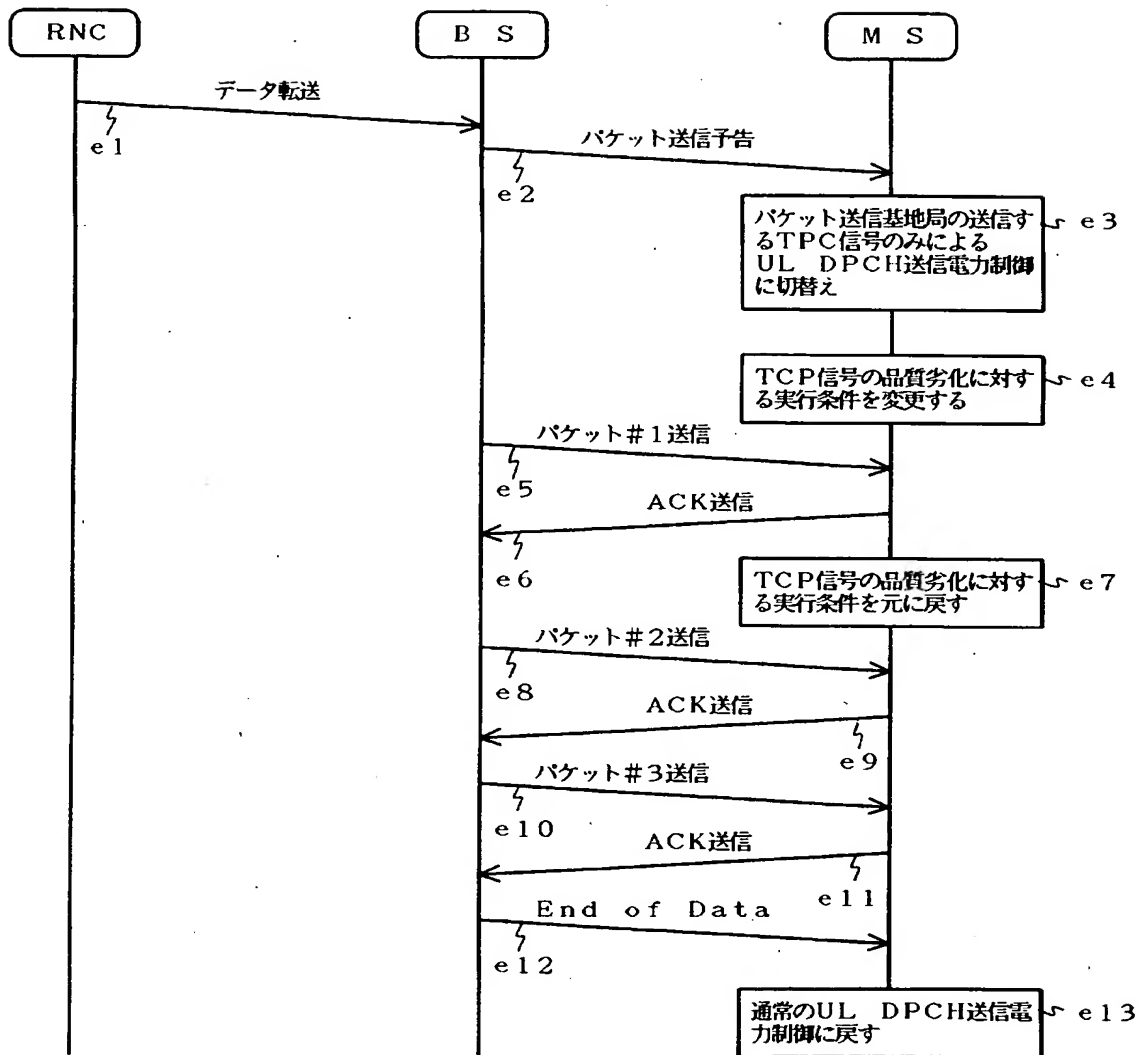 RNC
B S
M S
データ転送
e1
パケット送信予告
e2
パケット送信基地局の送信す
るTPC信号のみによる
UL DPCH送信電力制御
に切替え
e3
TCP信号の品質劣化に対す
る実行条件を変更する
e4
パケット#1送信
e5
ACK送信
e6
TCP信号の品質劣化に対す
る実行条件を元に戻す
e7
パケット#2送信
e8
ACK送信
e9
パケット#3送信
e10
ACK送信
e11
End of Data
e12
通常のUL DPCH送信電
力制御に戻す
e13